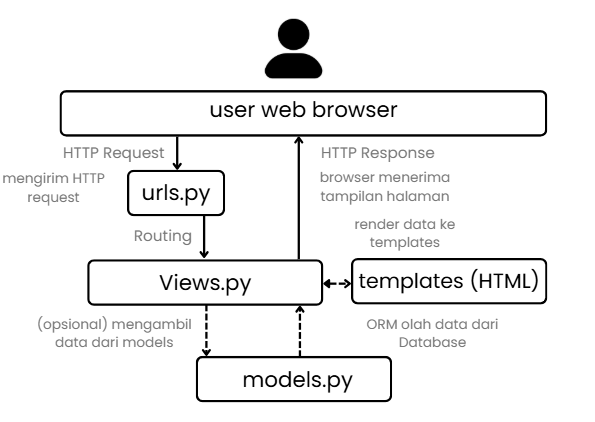 user web browser
HTTP Request
HTTP Response
mengirim HTTP
request
urls.py
browser menerima
tampilan halaman
Routing
render data ke
templates
Views.py
templates (HTML)
(opsional) mengambil
data dari models
ORM olah data dari
Database
models.py